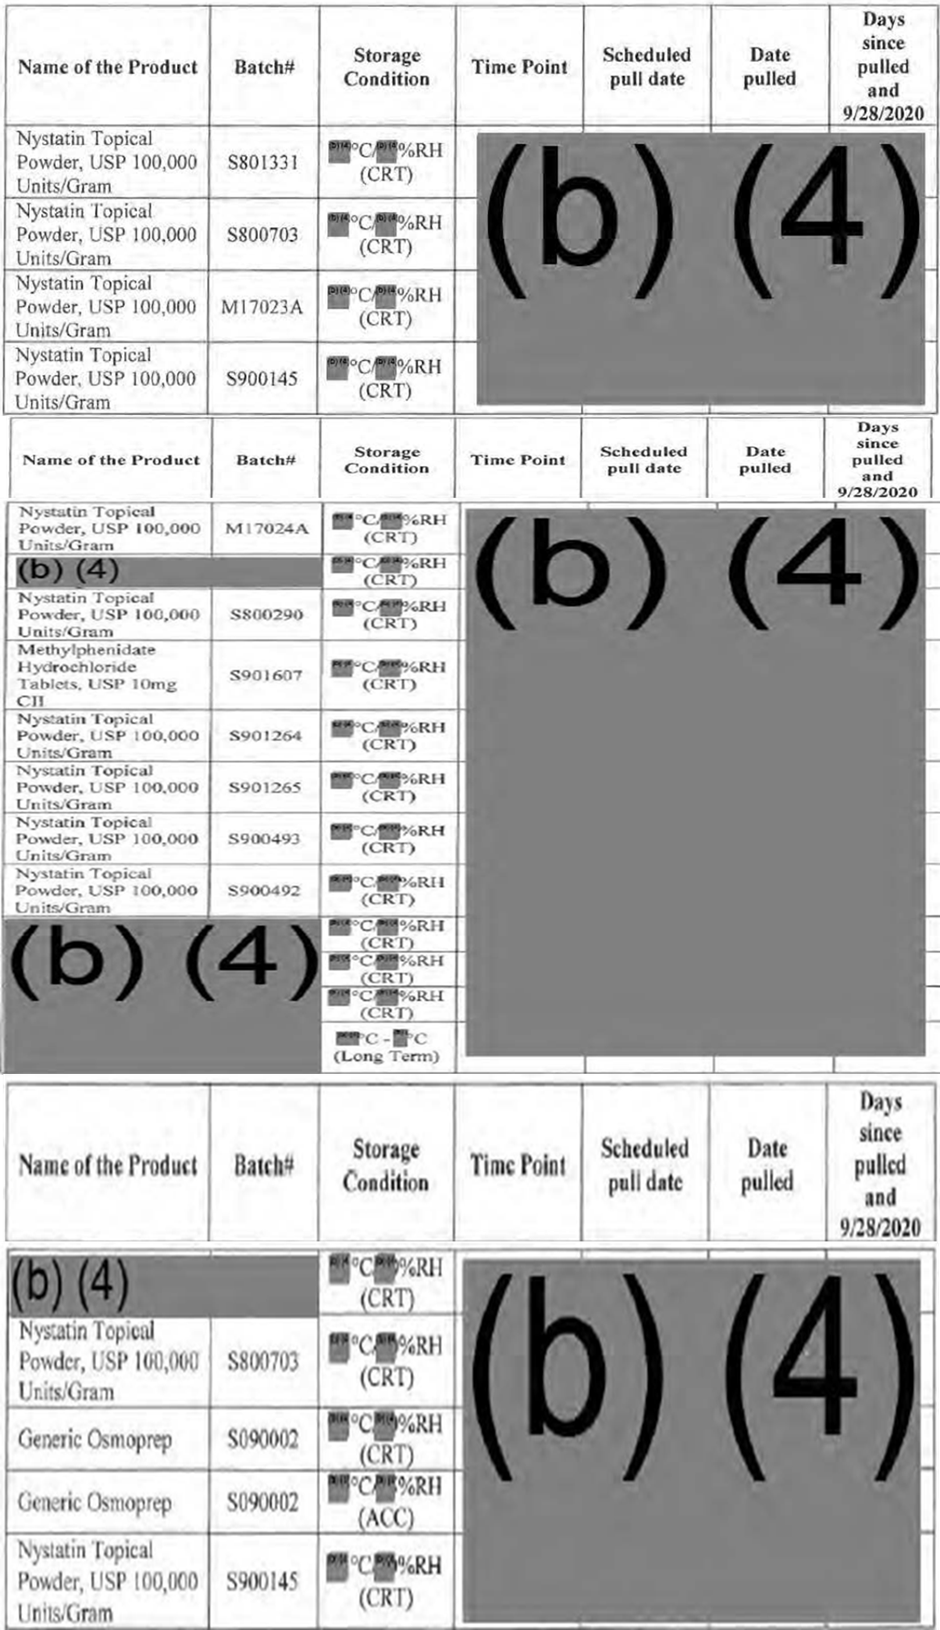 Name of the Product Batch# Storage Condition Time Point Scheduled pull date Date pulled Days since pulled and 9/28/2020
Nystatin Topical Powder, USP 100,000 Units/Gram S801331 °C/ %RH (CRT)
(b) (4)
Nystatin Topical Powder, USP 100,000 Units/Gram S800703 °C/ %RH (CRT)
Nystatin Topical Powder, USP 100,000 Units/Gram M17023A °C/ %RH (CRT)
Nystatin Topical Powder, USP 100,000 Units/Gram S900145 °C/ %RH (CRT)
Name of the Product Batch# Storage Condition Time Point Scheduled pull date Date pulled Days since pulled and 9/28/2020
Nystatin Topical Powder, USP 100,000 Units/Gram M17024A °C/ %RH (CRT)
(b) (4)
(b) (4) °C/ %RH (CRT)
Nystatin Topical Powder, USP 100,000 Units/Gram S800290 °C/ %RH (CRT)
Methylphenidate Hydrochloride Tablets, USP 10mg CII S901607 °C/ %RH (CRT)
Nystatin Topical Powder, USP 100,000 Units/Gram S901264 °C/ %RH (CRT)
Nystatin Topical Powder, USP 100,000 Units/Gram S901265 °C/ %RH (CRT)
Nystatin Topical Powder, USP 100,000 Units/Gram S900493 °C/ %RH (CRT)
Nystatin Topical Powder, USP 100,000 Units/Gram S900492 °C/ %RH (CRT)
(b) (4) °C/ %RH (CRT)
°C/ %RH (CRT)
°C/ %RH (CRT)
°C - °C (Long Term)
Name of the Product Batch# Storage Condition Time Point Scheduled pull date Date pulled Days since pulled and 9/28/2020
(b) (4) °C/ %RH (CRT)
(b) (4)
Nystatin Topical Powder, USP 100,000 Units/Gram S800703 °C/ %RH (CRT)
Generic Osmoprep S090002 °C/ %RH (CRT)
Generic Osmoprep S090002 °C/ %RH (ACC)
Nystatin Topical Powder, USP 100,000 Units/Gram S900145 °C/ %RH (CRT)